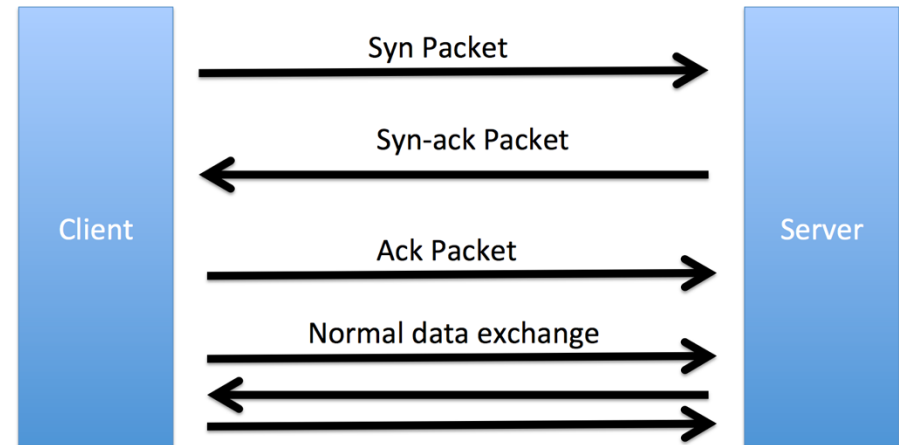 Syn Packet
Syn-ack Packet
Client
Server
Ack Packet
Normal data exchange